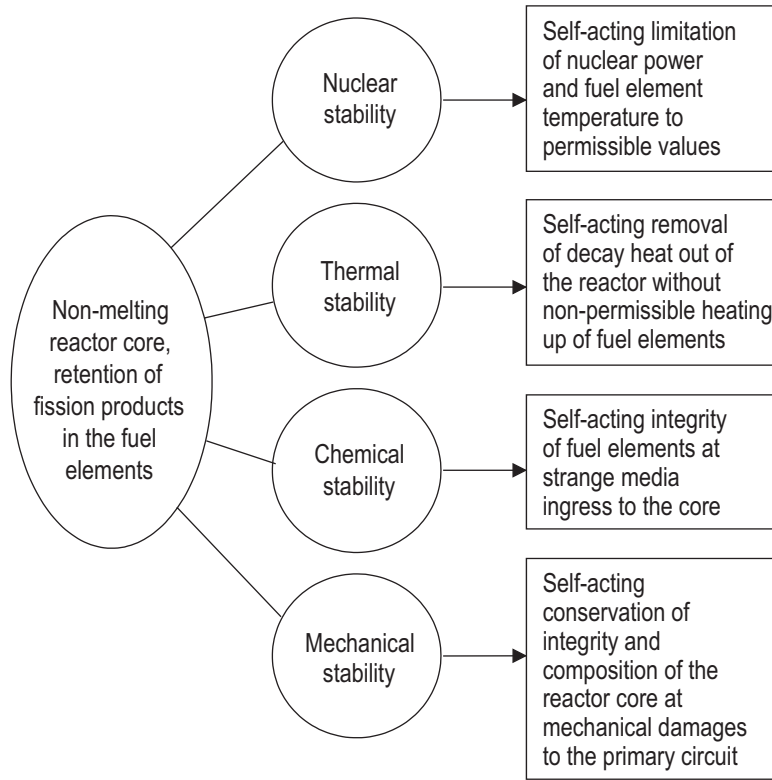 Non-melting
reactor core,
retention of
fission products
in the fuel
elements
Nuclear
stability
Self-acting limitation
of nuclear power
and fuel element
temperature to
permissible values
Thermal
stability
Self-acting removal
of decay heat out of
the reactor without
non-permissible heating
up of fuel elements
Chemical
stability
Self-acting integrity
of fuel elements at
strange media
ingress to the core
Mechanical
stability
Self-acting
conservation of
integrity and
composition of the
reactor core at
mechanical damages
to the primary circuit